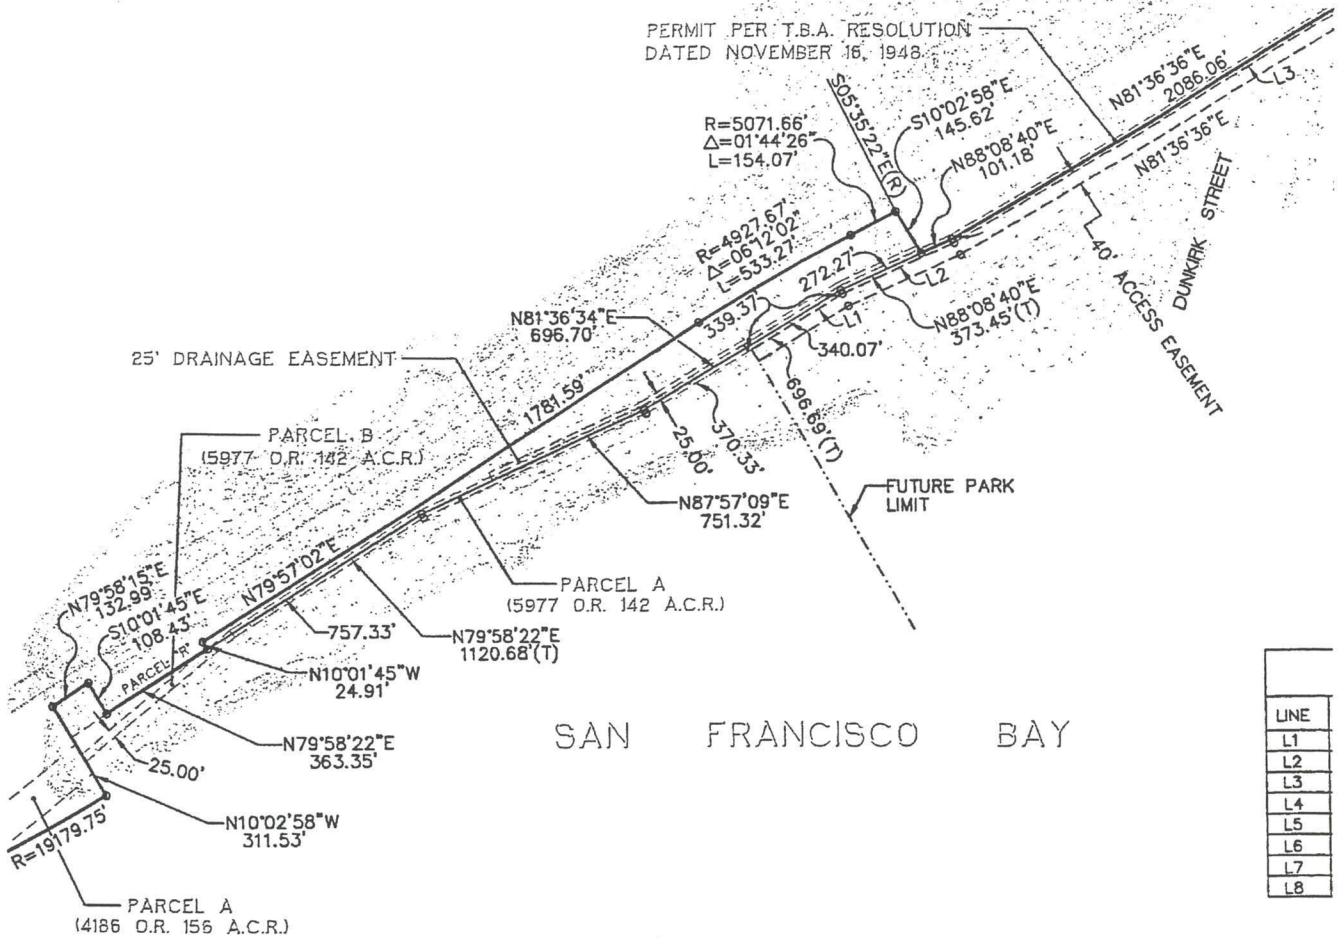 PERMIT PER T.B.A. RESOLUTION
DATED NOVEMBER 16, 1948
S05°35'22"E(R)
S10°02'58"E
145.62'
N88°08'40"E
101.18'
N81°36'36"E
2086.06'
L3
N81°36'36"E
DUNKIRK STREET
40' ACCESS EASEMENT
R=5071.66'
Δ=01°44'26"
L=154.07'
R=4927.67'
Δ=06°12'02"
L=533.27'
339.37'
272.27'
L2
N88°08'40"E
373.45'(T)
L1
340.07'
696.69'(T)
N81°36'34"E
696.70'
25' DRAINAGE EASEMENT
1781.59'
25.00'
370.33'
PARCEL B
(5977 O.R. 142 A.C.R.)
N87°57'09"E
751.32'
FUTURE PARK
LIMIT
N79°57'02"E
PARCEL A
(5977 O.R. 142 A.C.R.)
N79°58'15"E
132.99'
S10°01'45"E
108.43'
PARCEL "R"
757.33'
N79°58'22"E
1120.68'(T)
N10°01'45"W
24.91'
N79°58'22"E
363.35'
25.00'
SAN FRANCISCO BAY
N10°02'58"W
311.53'
R=19179.75'
PARCEL A
(4186 O.R. 156 A.C.R.)
LINE
L1
L2
L3
L4
L5
L6
L7
L8